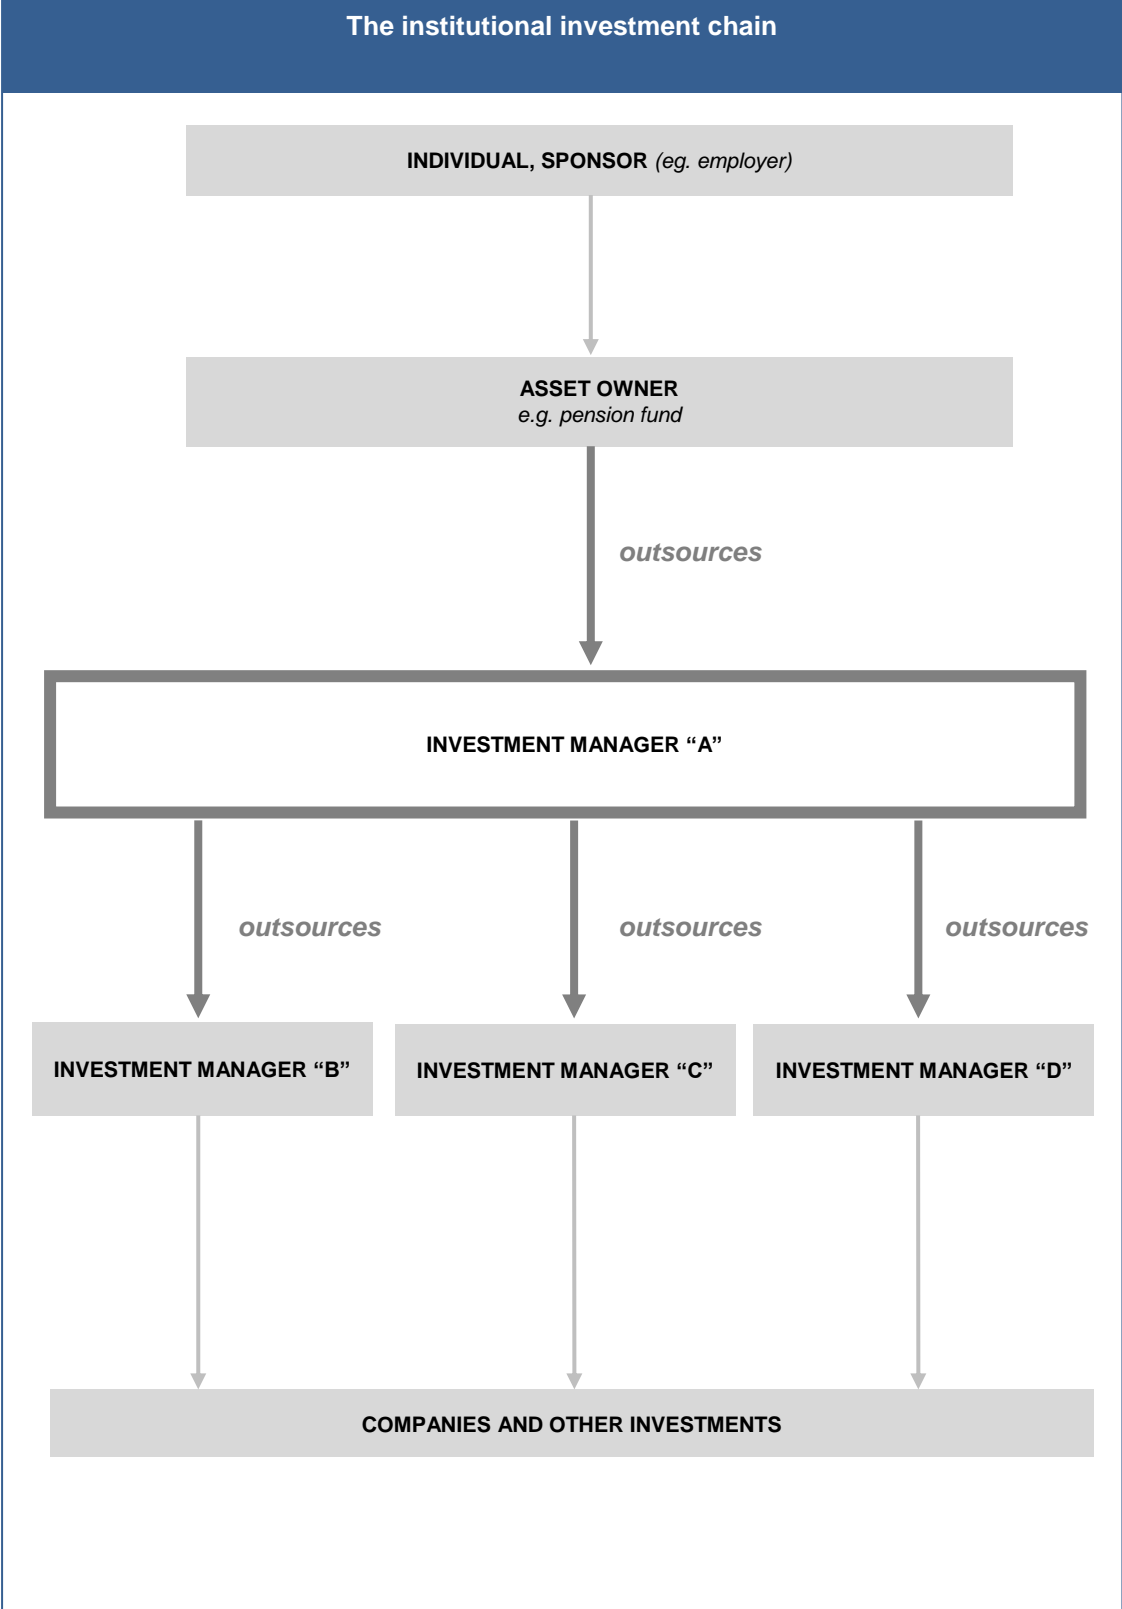 The institutional investment chain
INDIVIDUAL, SPONSOR (eg. employer)
ASSET OWNER
e.g. pension fund
outsources
INVESTMENT MANAGER “A”
outsources
outsources
outsources
INVESTMENT MANAGER “B”
INVESTMENT MANAGER “C”
INVESTMENT MANAGER “D”
COMPANIES AND OTHER INVESTMENTS